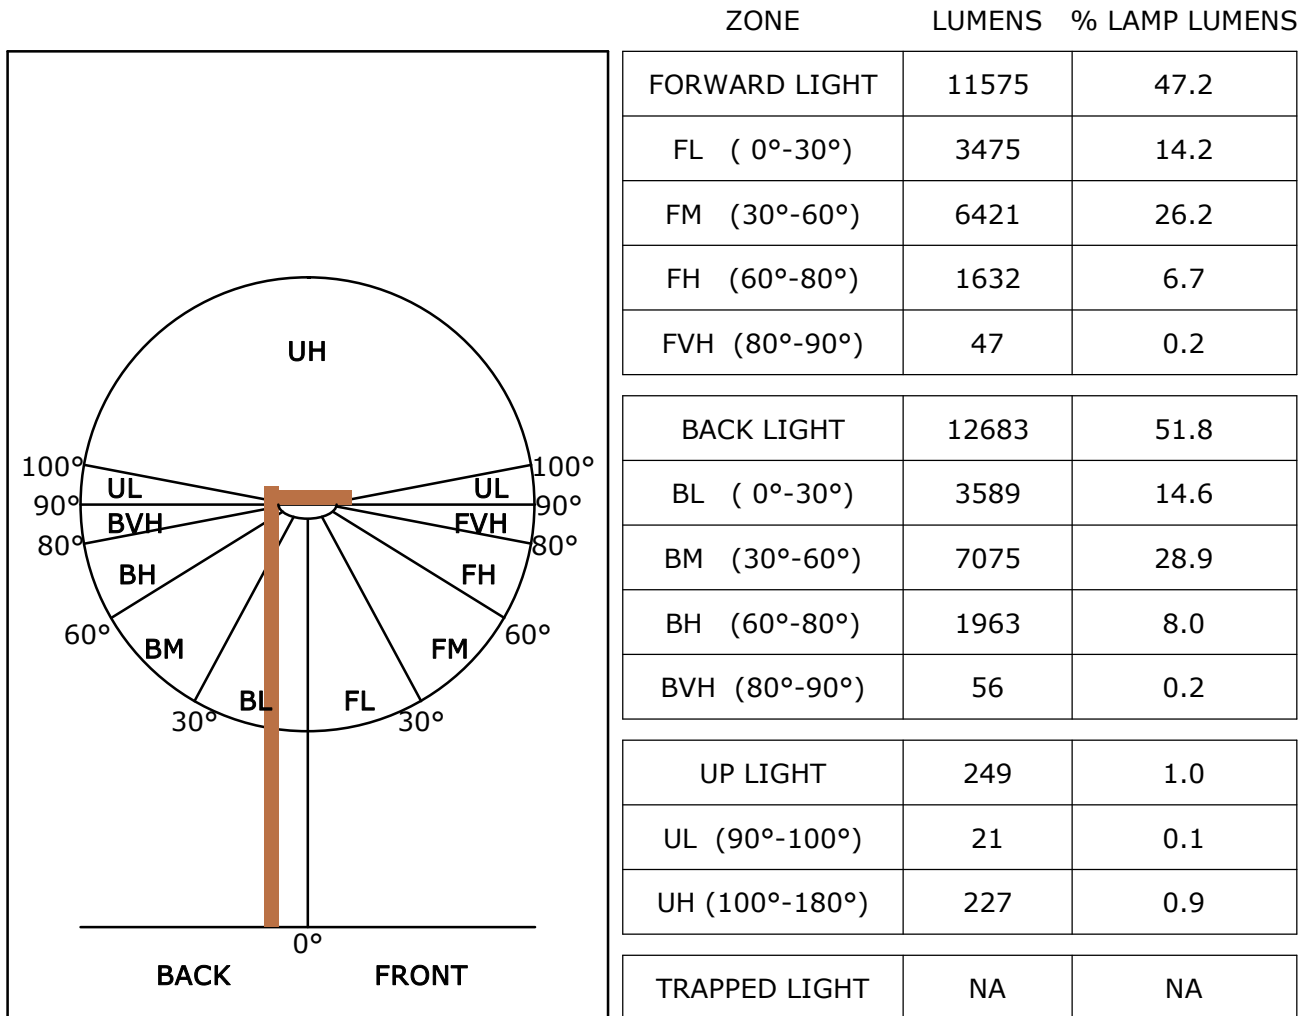 ZONE LUMENS % LAMP LUMENS
FORWARD LIGHT 11575 47.2
FL ( 0°-30°) 3475 14.2
FM (30°-60°) 6421 26.2
FH (60°-80°) 1632 6.7
FVH (80°-90°) 47 0.2
BACK LIGHT 12683 51.8
BL ( 0°-30°) 3589 14.6
BM (30°-60°) 7075 28.9
BH (60°-80°) 1963 8.0
BVH (80°-90°) 56 0.2
UP LIGHT 249 1.0
UL (90°-100°) 21 0.1
UH (100°-180°) 227 0.9
TRAPPED LIGHT NA NA
UH
100° 100°
UL UL
90° 90°
BVH FVH
80° 80°
BH FH
60° 60°
BM FM
BL FL
30° 30°
0°
BACK FRONT